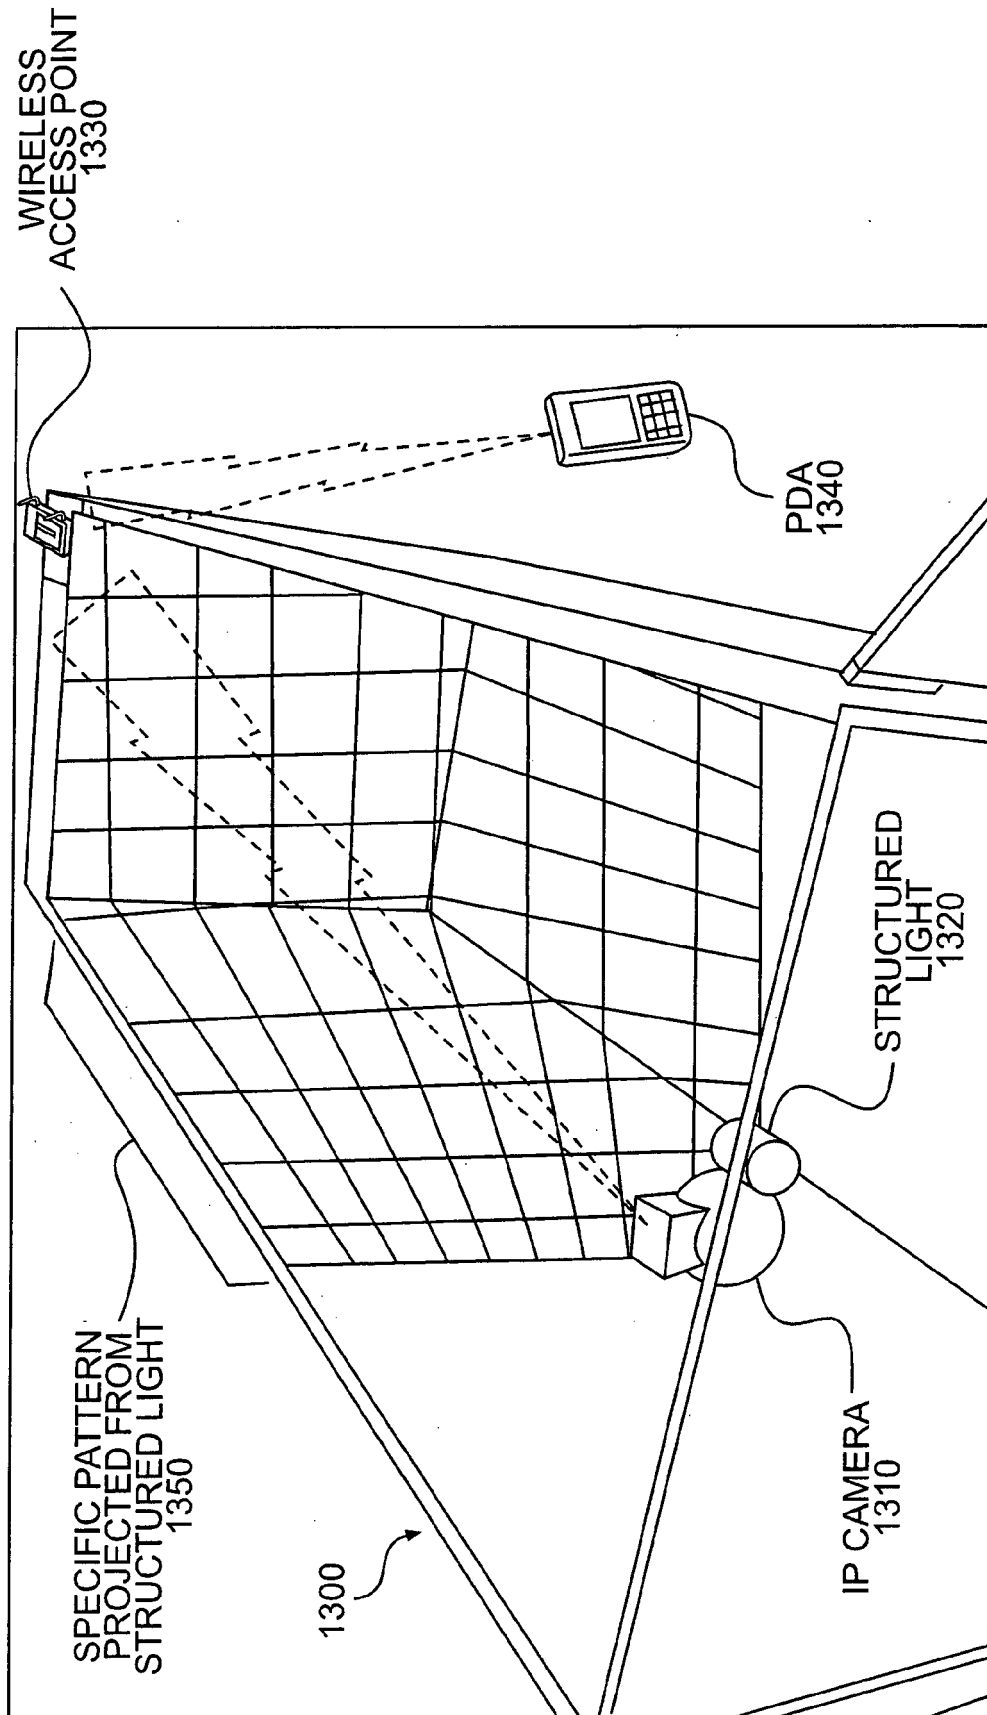 WIRELESS
ACCESS POINT
1330
PDA
1340
STRUCTURED
LIGHT
1320
IP CAMERA
1310
SPECIFIC PATTERN
PROJECTED FROM
STRUCTURED LIGHT
1350
1300